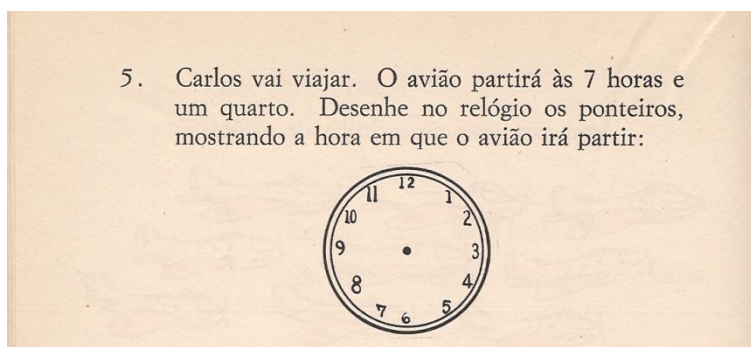 5. Carlos vai viajar. O avião partirá às 7 horas e
um quarto. Desenhe no relógio os ponteiros,
mostrando a hora em que o avião irá partir:
12
11 1
10 2
9 3
8 4
7 5
6